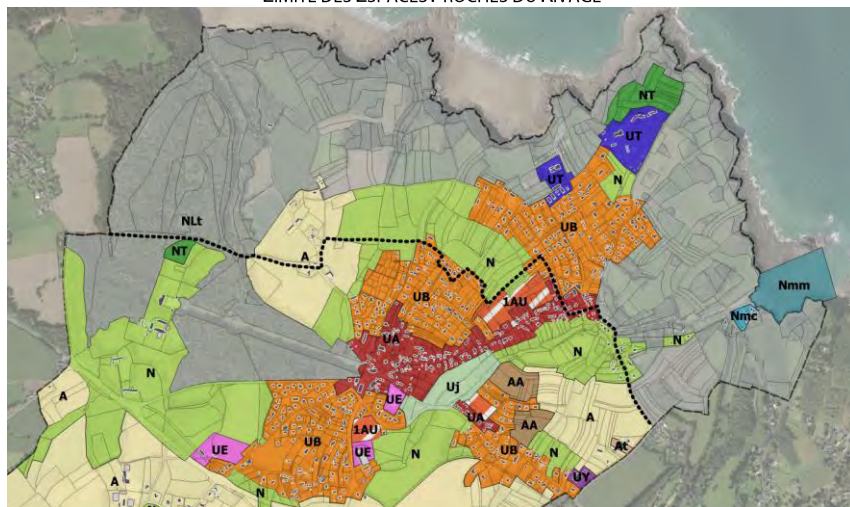 LIMITE DES ESPACES PROCHES DU RIVAGE
NT
UT
UT
N
NLt
A
N
UB
NT
UB
1AU
Nmm
Nmc
UA
N
N
N
Uj
AA
A
UE
UA
A
1AU
AA
At
UB
UE
UE
N
UB
N
UY
A
N